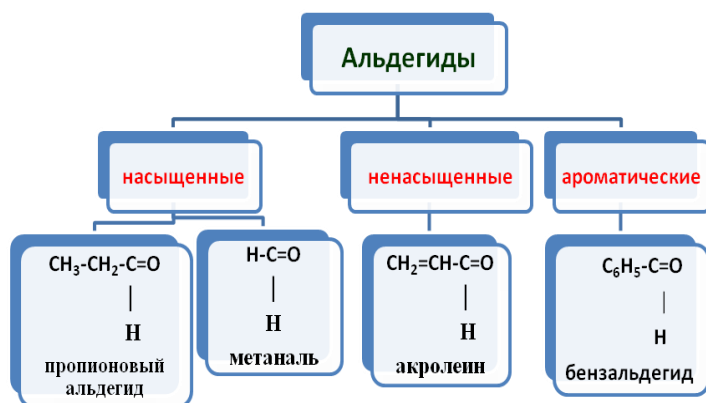 Альдегиды
насыщенные
ненасыщенные
ароматические
CH₃-CH₂-C=O
|
H
пропионовый
альдегид
H-C=O
|
H
метаналь
CH₂=CH-C=O
|
H
акролеин
C₆H₅-C=O
|
H
бензальдегид